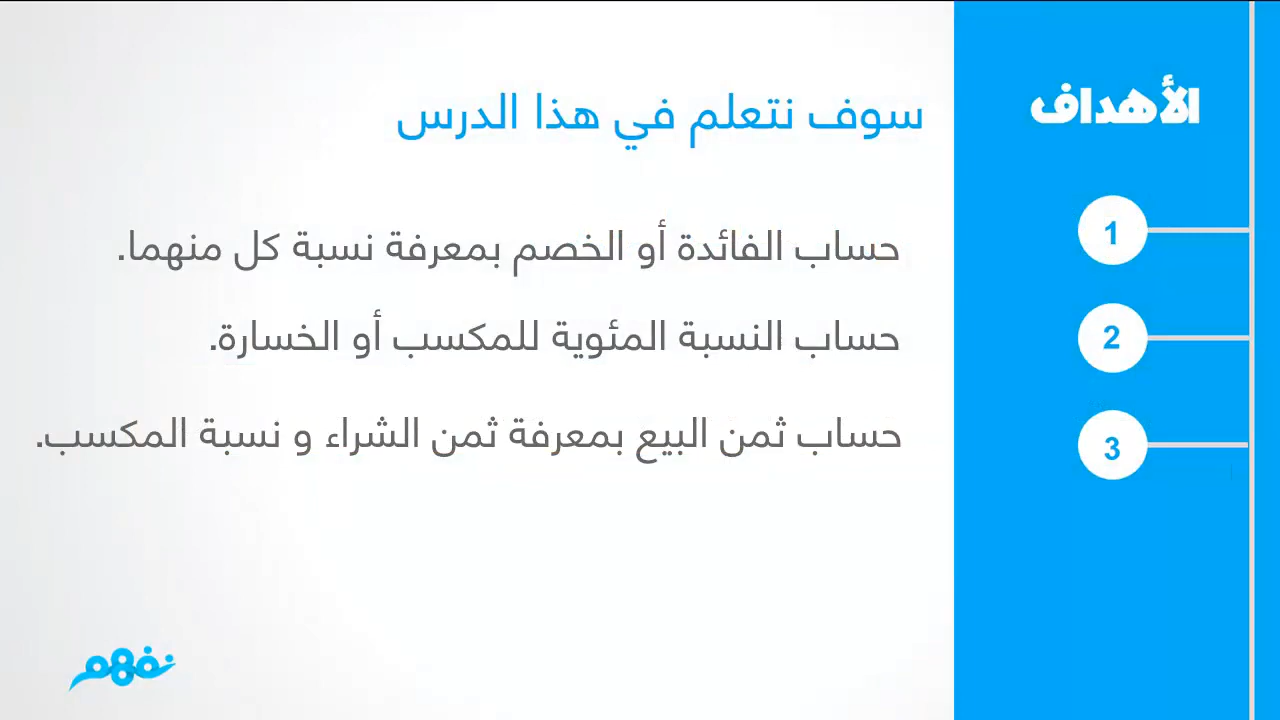 الأهداف
سوف نتعلم في هذا الدرس
1
حساب الفائدة أو الخصم بمعرفة نسبة كل منهما.
2
حساب النسبة المئوية للمكسب أو الخسارة.
3
حساب ثمن البيع بمعرفة ثمن الشراء و نسبة المكسب.
نفهم